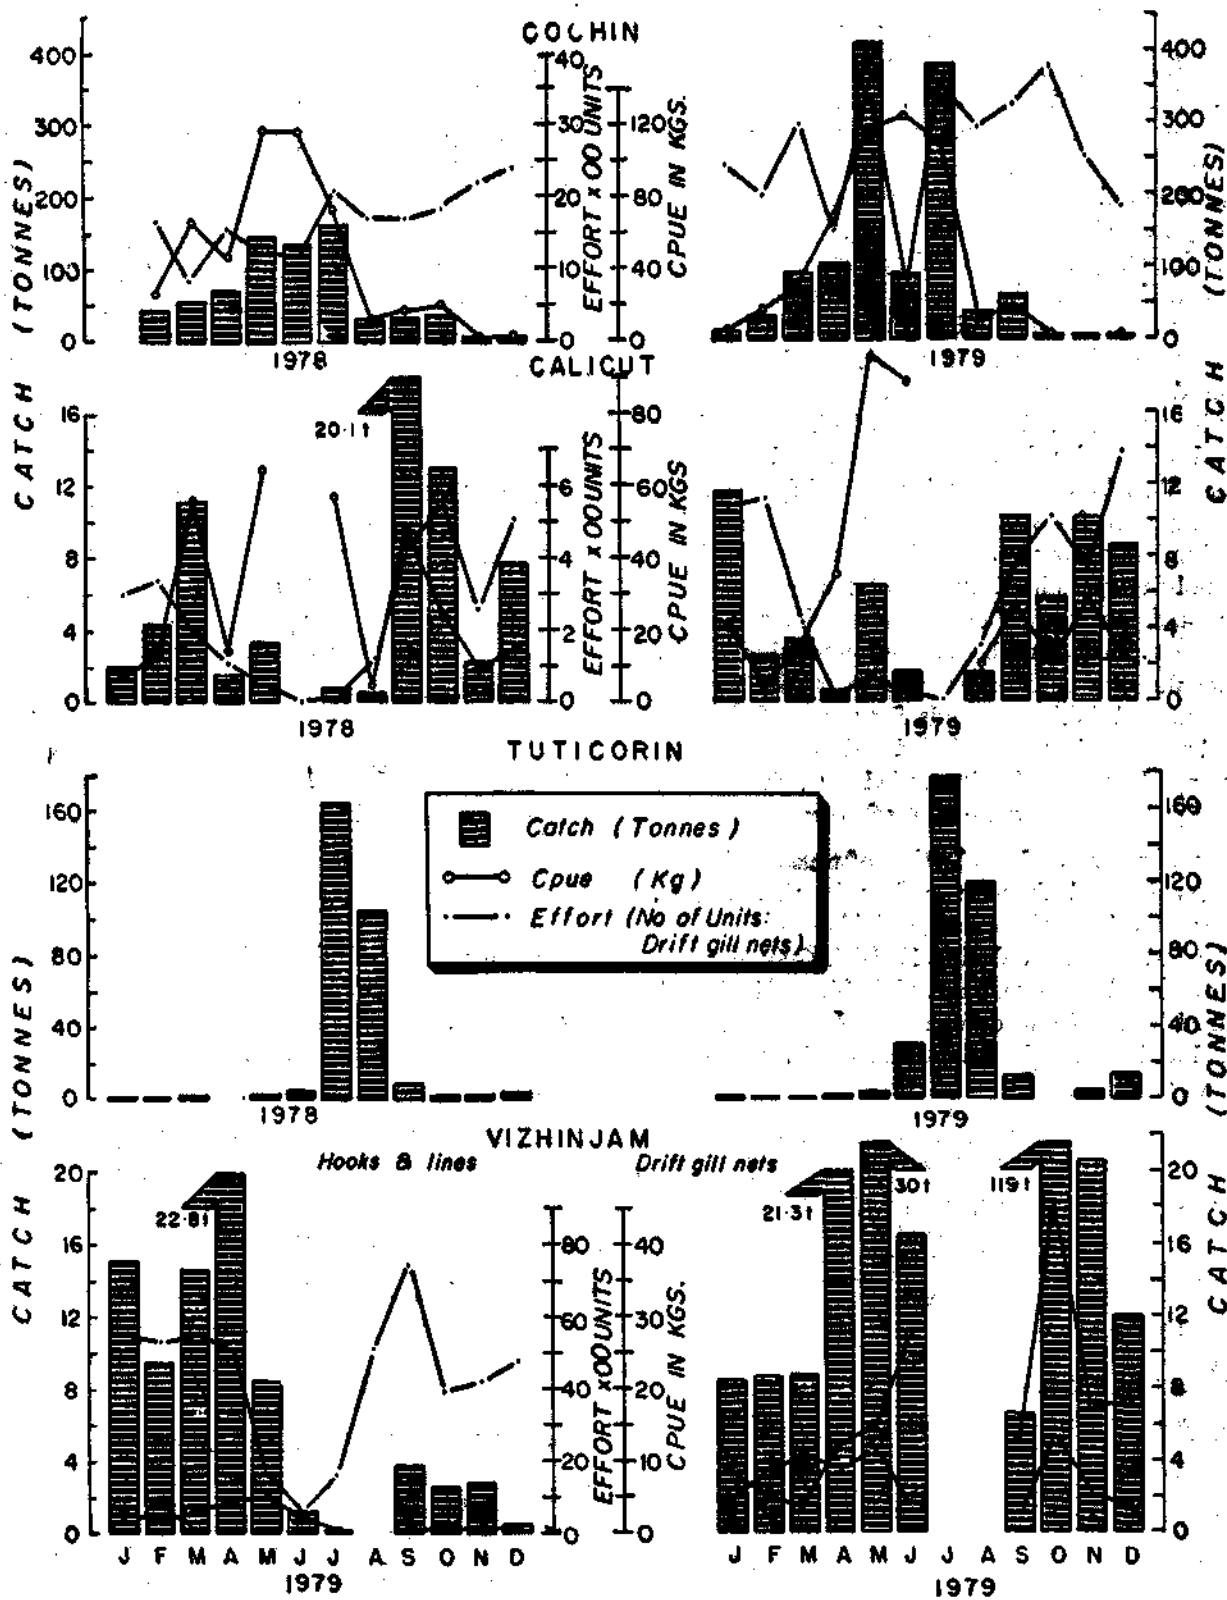 COCHIN
400
300
200
100
0
CATCH (TONNES)
40
30
20
10
0
EFFORT x 00 UNITS
120
80
40
0
CPUE IN KGS.
400
300
200
100
0
CATCH (TONNES)
1978
1979
CALICUT
16
12
8
4
0
20·1t
6
4
2
0
EFFORT x 00 UNITS
80
60
40
20
0
CPUE IN KGS
16
12
8
4
0
1978
1979
TUTICORIN
160
120
80
40
0
CATCH (TONNES)
Catch (Tonnes)
Cpue (Kg)
Effort (No of Units:
Drift gill nets)
160
120
80
40
0
CATCH (TONNES)
1978
1979
VIZHINJAM
Hooks & lines
Drift gill nets
20
16
12
8
4
0
22·8t
80
60
40
20
0
EFFORT x 00 UNITS
40
30
20
10
0
CPUE IN KGS.
21·3t
30t
119t
20
16
12
8
4
0
J F M A M J J A S O N D
J F M A M J J A S O N D
1979
1979